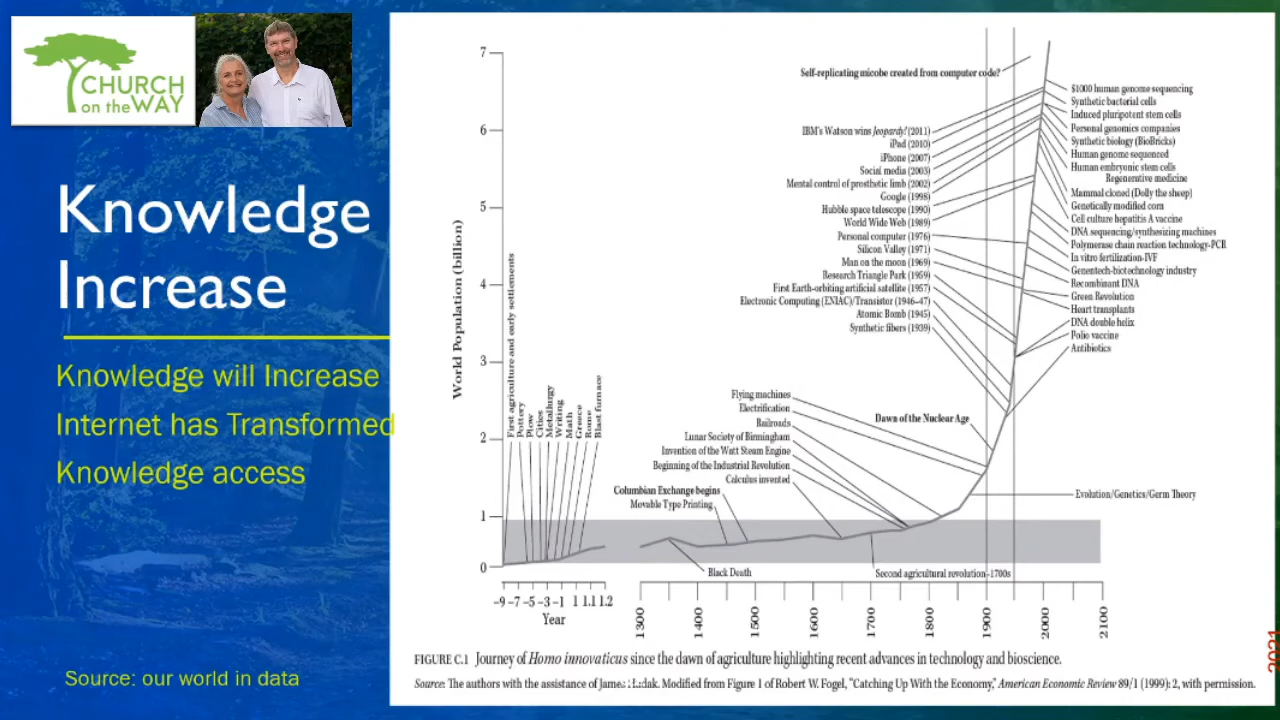 CHURCH
on the WAY
Knowledge
Increase
Knowledge will Increase
Internet has Transformed
Knowledge access
Source: our world in data
World Population (billion)
7
6
5
4
3
2
1
0
First agriculture and early settlements
Pottery
Plow
Cities
Metallurgy
Writing
Math
Greece
Rome
Blast furnace
-9 -7 -5 -3 -1 1 1.1 1.2
Year
Self-replicating micobe created from computer code?
IBM's Watson wins Jeopardy! (2011)
iPad (2010)
iPhone (2007)
Social media (2003)
Mental control of prosthetic limb (2002)
Google (1998)
Hubble space telescope (1990)
World Wide Web (1989)
Personal computer (1976)
Silicon Valley (1971)
Man on the moon (1969)
Research Triangle Park (1959)
First Earth-orbiting artificial satellite (1957)
Electronic Computing (ENIAC)/Transistor (1946-47)
Atomic Bomb (1945)
Synthetic fibers (1939)
Flying machines
Electrification
Railroads
Lunar Society of Birmingham
Invention of the Watt Steam Engine
Beginning of the Industrial Revolution
Calculus invented
Columbian Exchange begins
Movable Type Printing
Black Death
Dawn of the Nuclear Age
Second agricultural revolution-1700s
$1000 human genome sequencing
Synthetic bacterial cells
Induced pluripotent stem cells
Personal genomics companies
Synthetic biology (BioBricks)
Human genome sequenced
Human embryonic stem cells
Regenerative medicine
Mammal cloned (Dolly the sheep)
Genetically modified corn
Cell culture hepatitis A vaccine
DNA sequencing/synthesizing machines
Polymerase chain reaction technology-PCR
In vitro fertilization-IVF
Genentech-biotechnology industry
Recombinant DNA
Green Revolution
Heart transplants
DNA double helix
Polio vaccine
Antibiotics
Evolution/Genetics/Germ Theory
1300
1400
1500
1600
1700
1800
1900
2000
2100
FIGURE C.1 Journey of Homo innovaticus since the dawn of agriculture highlighting recent advances in technology and bioscience.
Source: The authors with the assistance of Modified from Figure 1 of Robert W. Fogel, "Catching Up With the Economy," American Economic Review 89/1 (1999): 2, with permission.
2021